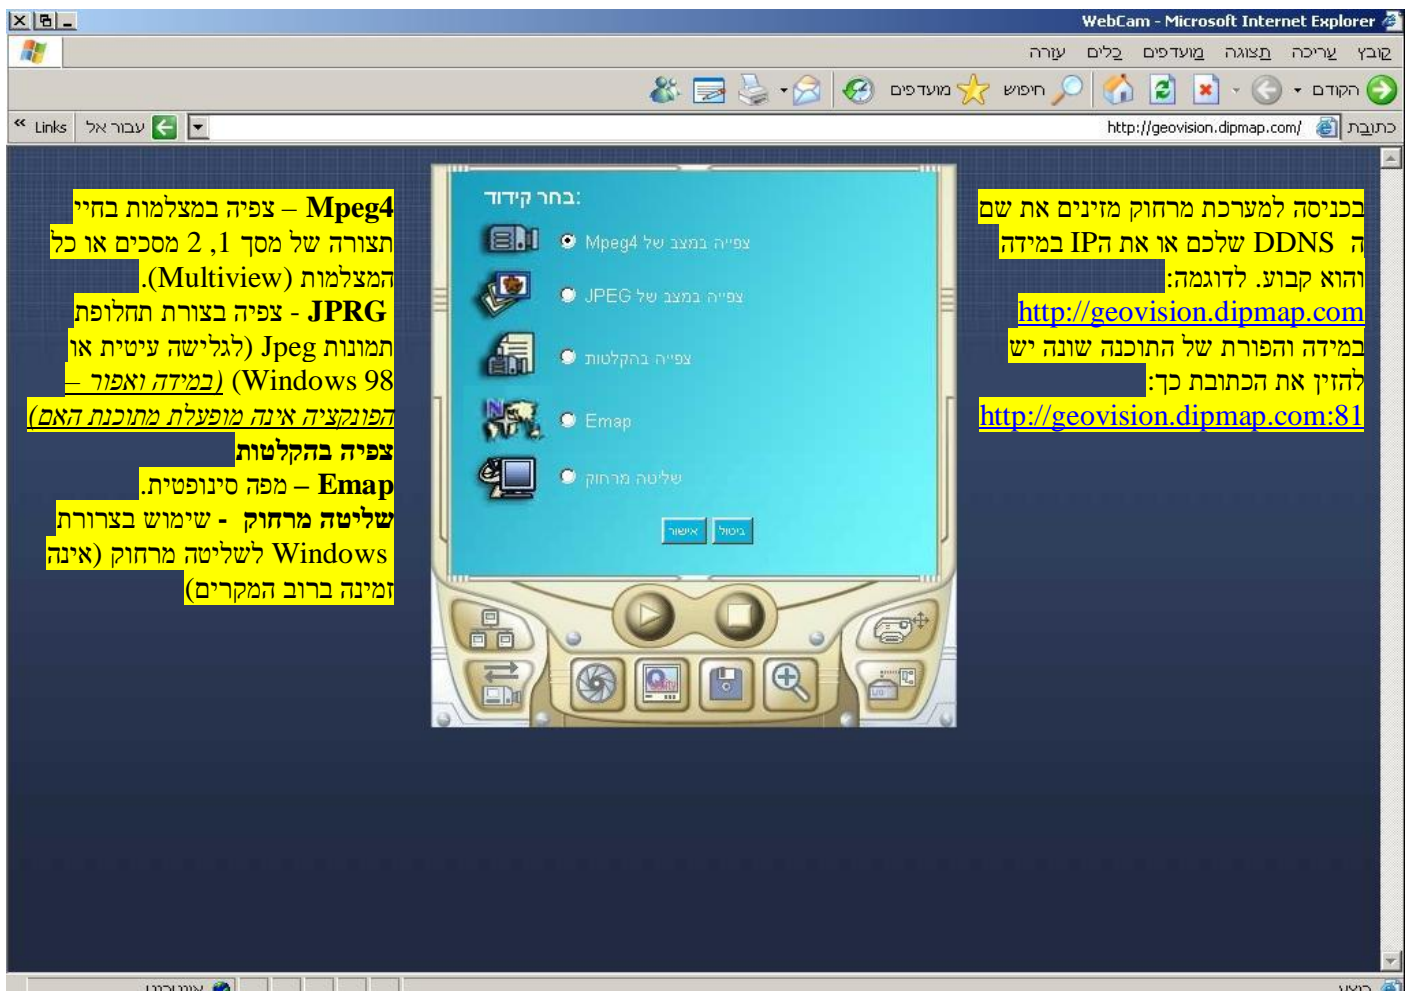 WebCam - Microsoft Internet Explorer
קובץ עריכה תצוגה מועדפים כלים עזרה
הקודם חיפוש מועדפים
כתובת http://geovision.dipmap.com/ עבור אל Links »
בכניסה למערכת מרחוק מזינים את שם
ה DDNS שלכם או את הIP במידה
והוא קבוע. לדוגמה:
http://geovision.dipmap.com
במידה והפורת של התוכנה שונה יש
להזין את הכתובת כך:
http://geovision.dipmap.com:81
בחר קידוד:
צפייה במצב של Mpeg4
צפייה במצב של JPEG
צפייה בהקלטות
Emap
שליטה מרחוק
אישור ביטול
Mpeg4 – צפיה במצלמות בחיי
תצורה של מסך 1, 2 מסכים או כל
המצלמות (Multiview).
JPRG - צפיה בצורת תחלופת
תמונות Jpeg (לגלישה עיטית או
Windows 98) (במידה ואפור –
הפונקציה אינה מופעלת מתוכנת האם)
צפיה בהקלטות
Emap – מפה סינופטית.
שליטה מרחוק - שימוש בצרורת
Windows לשליטה מרחוק (אינה
זמינה ברוב המקרים)
I/O